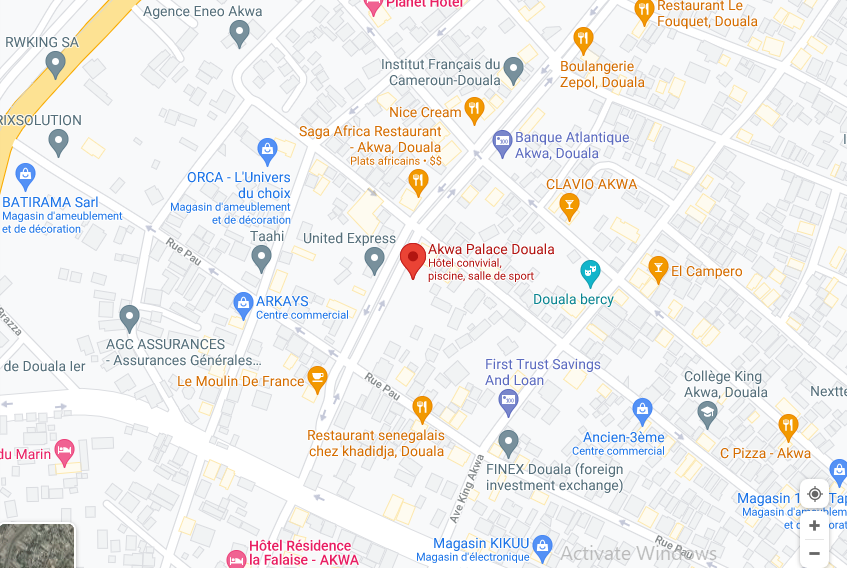 Planet Hotel
Agence Eneo Akwa
Restaurant Le
Fouquet, Douala
RWKING SA
Institut Français du
Cameroun-Douala
Boulangerie
Zepol, Douala
Nice Cream
RIXSOLUTION
Saga Africa Restaurant
- Akwa, Douala
Plats africains • $$
Banque Atlantique
Akwa, Douala
ORCA - L'Univers
du choix
Magasin d'ameublement
et de décoration
CLAVIO AKWA
BATIRAMA Sarl
Magasin d'ameublement
et de décoration
Taahi
United Express
Rue Pau
Akwa Palace Douala
Hôtel convivial,
piscine, salle de sport
El Campero
Douala bercy
ARKAYS
Centre commercial
Brazza
AGC ASSURANCES
- Assurances Générales...
de Douala Ier
Le Moulin De France
Rue Pau
First Trust Savings
And Loan
Collège King
Akwa, Douala
Nextte
Restaurant senegalais
chez khadidja, Douala
Ancien-3ème
Centre commercial
C Pizza - Akwa
du Marin
FINEX Douala (foreign
investment exchange)
Ave King Akwa
Magasin 1
Tap
Magasin d'am
et de
Hôtel Résidence
la Falaise - AKWA
Magasin KIKUU
Magasin d'électronique
Rue Pau
Activate Windows